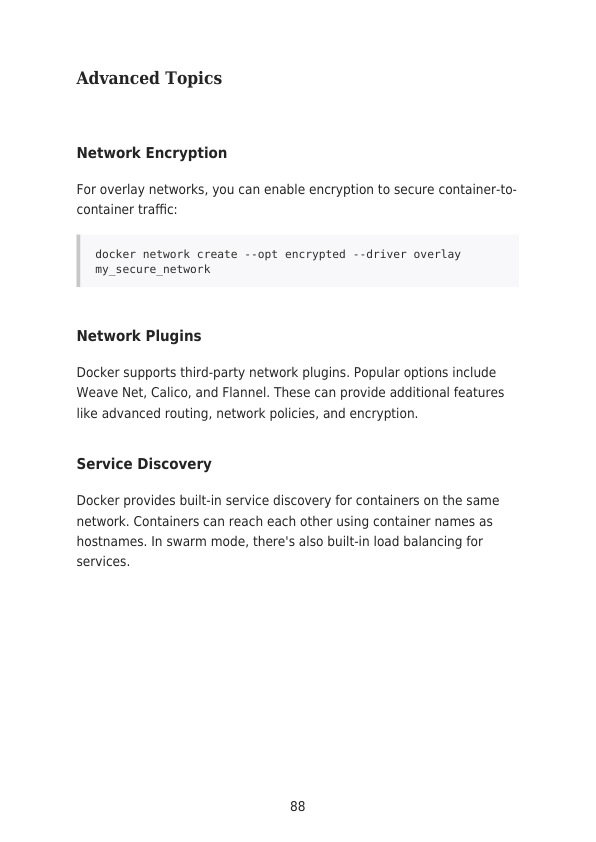 Advanced Topics
Network Encryption
For overlay networks, you can enable encryption to secure container-to-
container traffic:
docker network create --opt encrypted --driver overlay
my_secure_network
Network Plugins
Docker supports third-party network plugins. Popular options include
Weave Net, Calico, and Flannel. These can provide additional features
like advanced routing, network policies, and encryption.
Service Discovery
Docker provides built-in service discovery for containers on the same
network. Containers can reach each other using container names as
hostnames. In swarm mode, there's also built-in load balancing for
services.
88